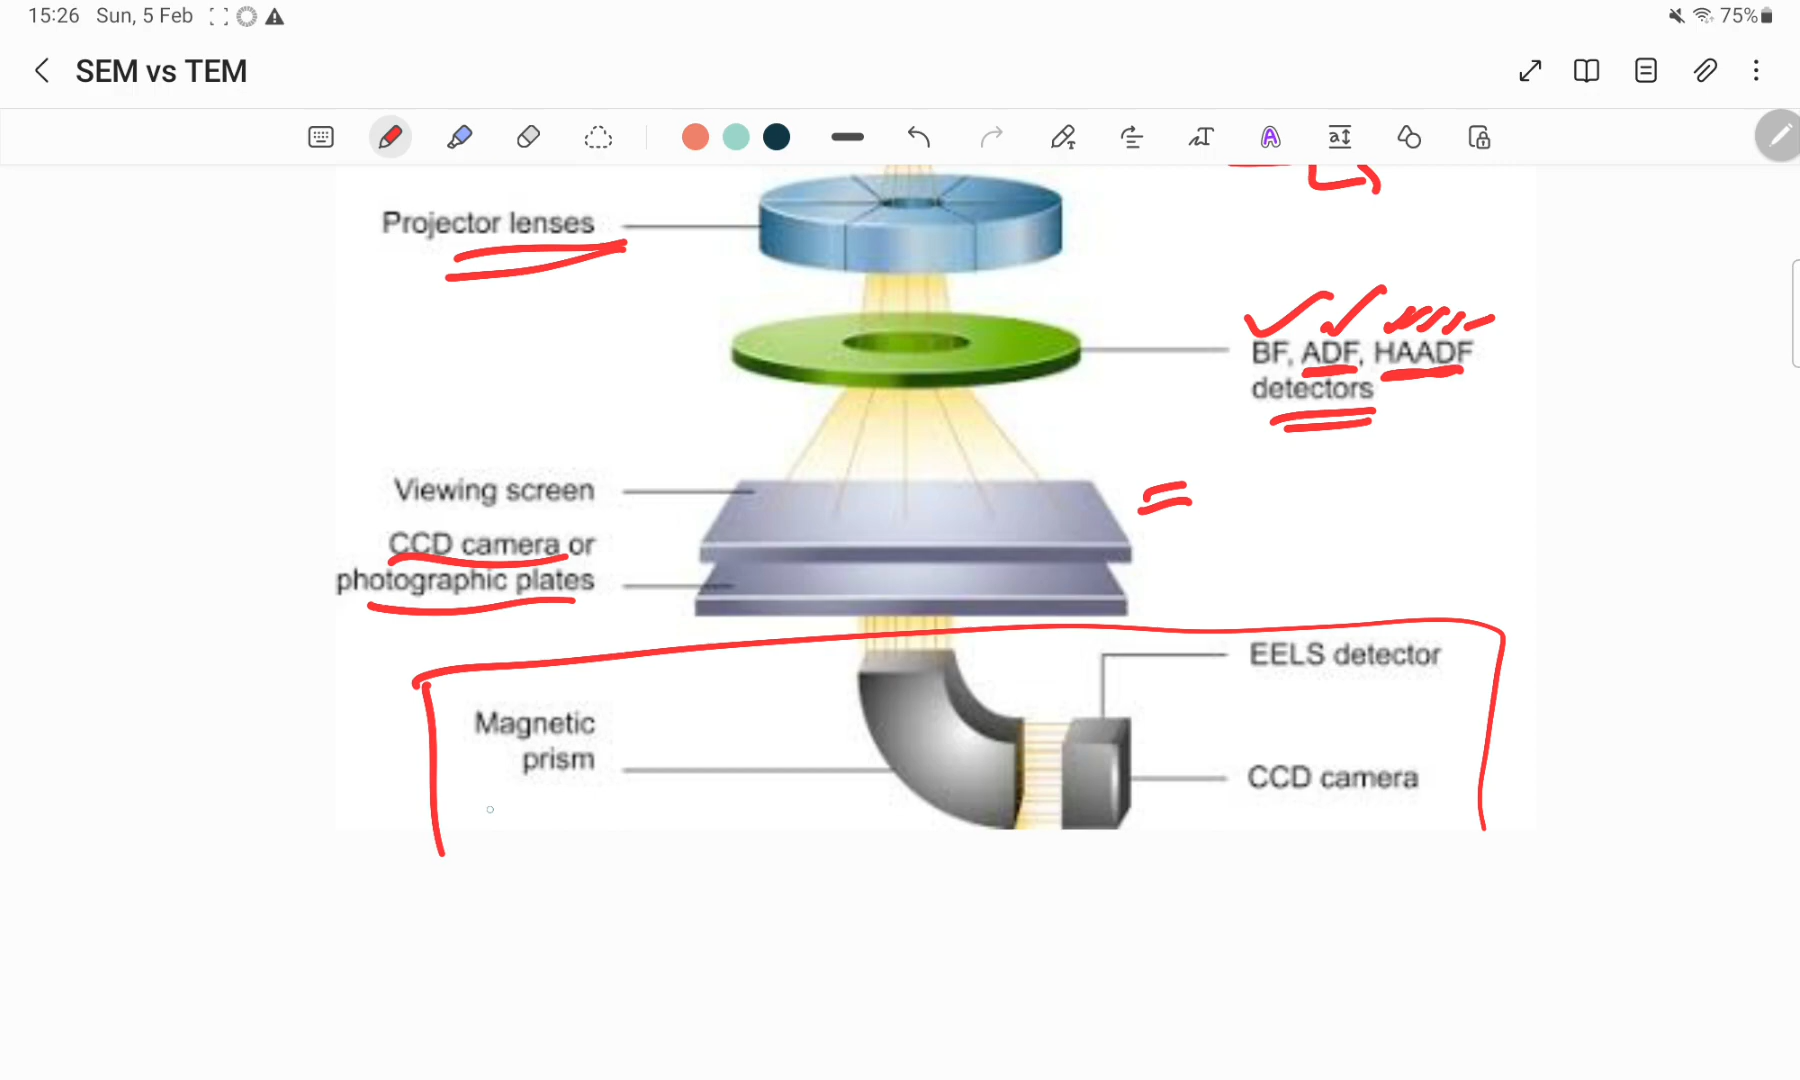 15:26 Sun, 5 Feb
75%
SEM vs TEM
Projector lenses
BF, ADF, HAADF
detectors
Viewing screen
CCD camera or
photographic plates
EELS detector
Magnetic
prism
CCD camera